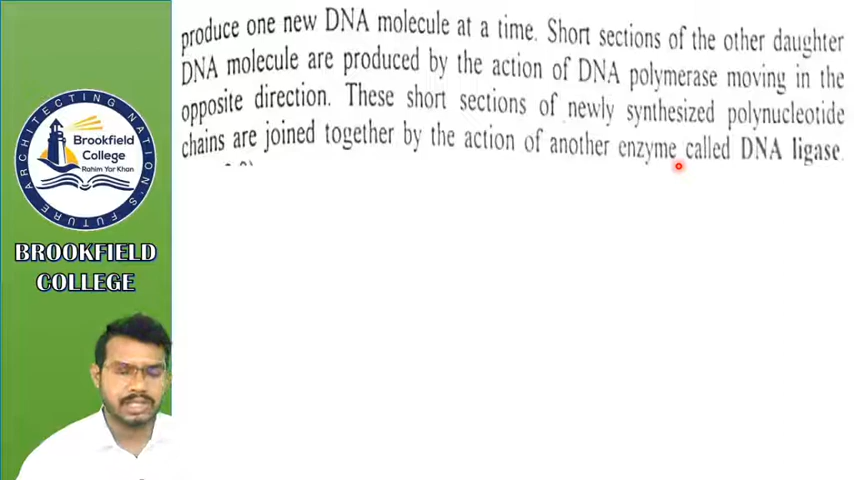 produce one new DNA molecule at a time. Short sections of the other daughter
DNA molecule are produced by the action of DNA polymerase moving in the
opposite direction. These short sections of newly synthesized polynucleotide
chains are joined together by the action of another enzyme called DNA ligase.
ARCHITECTING NATION'S FUTURE
Brookfield
College
Rahim Yar Khan
BROOKFIELD
COLLEGE